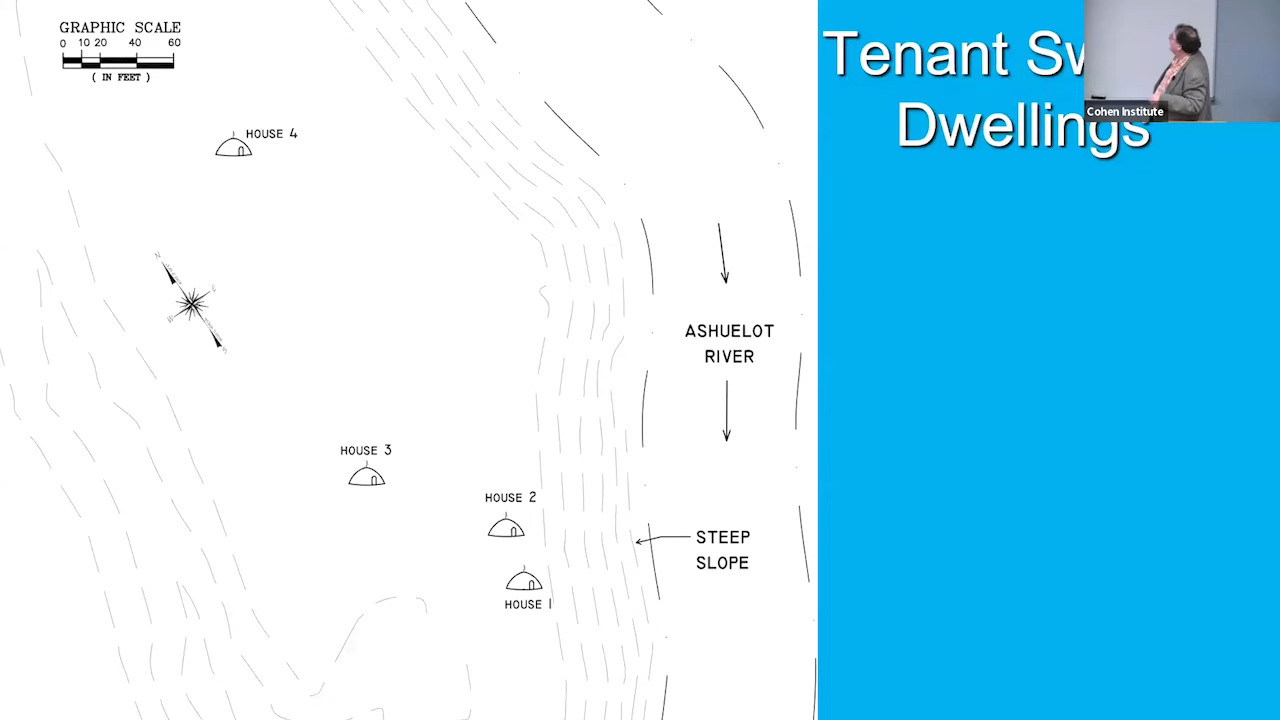 GRAPHIC SCALE
0 10 20 40 60
( IN FEET )
HOUSE 4
N
E
W
S
ASHUELOT
RIVER
HOUSE 3
HOUSE 2
STEEP
SLOPE
HOUSE 1
Tenant
Dwellings
Cohen Institute